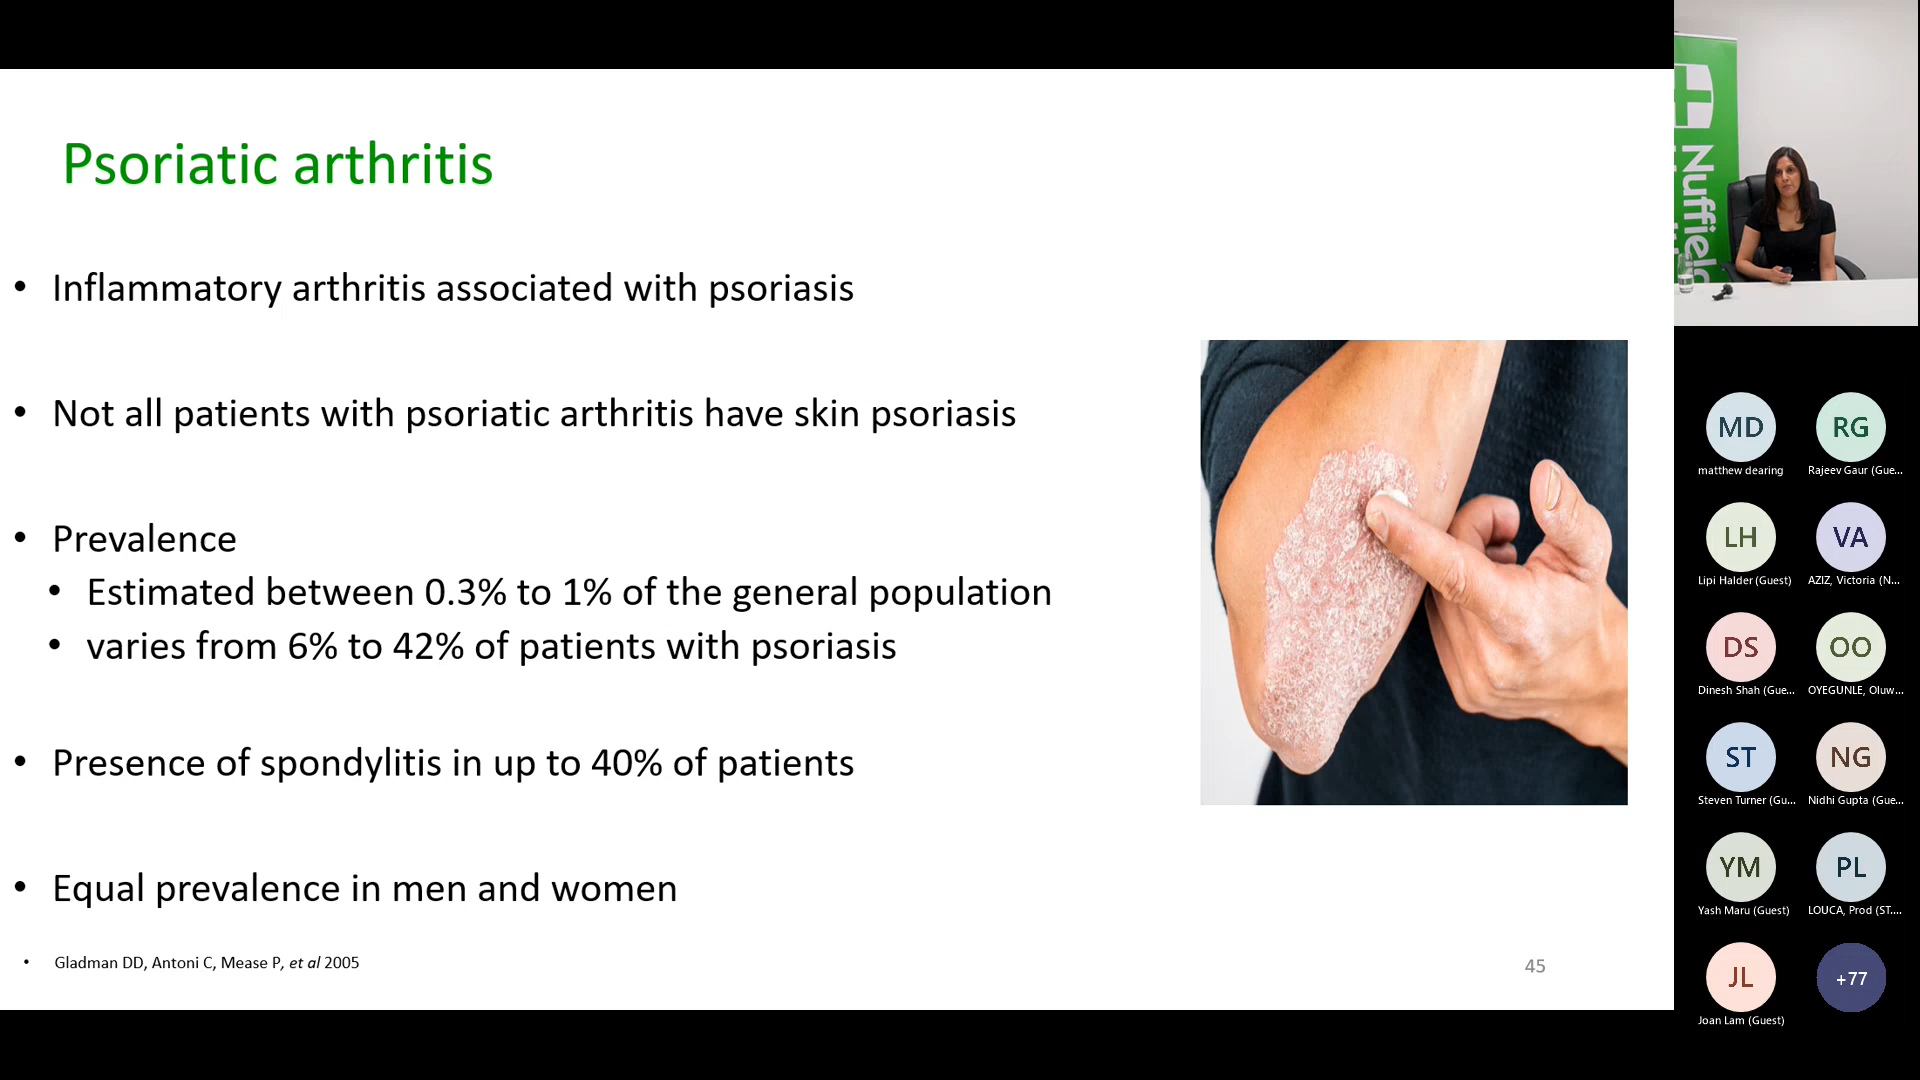 Psoriatic arthritis
• Inflammatory arthritis associated with psoriasis
• Not all patients with psoriatic arthritis have skin psoriasis
• Prevalence
• Estimated between 0.3% to 1% of the general population
• varies from 6% to 42% of patients with psoriasis
• Presence of spondylitis in up to 40% of patients
• Equal prevalence in men and women
• Gladman DD, Antoni C, Mease P, et al 2005
45
Nuffield
MD
matthew dearing
RG
Rajeev Gaur (Gue...
LH
Lipi Halder (Guest)
VA
AZIZ, Victoria (N...
DS
Dinesh Shah (Gue...
OO
OYEGUNLE, Oluw...
ST
Steven Turner (Gu...
NG
Nidhi Gupta (Gue...
YM
Yash Maru (Guest)
PL
LOUCA, Prod (ST....
JL
Joan Lam (Guest)
+77